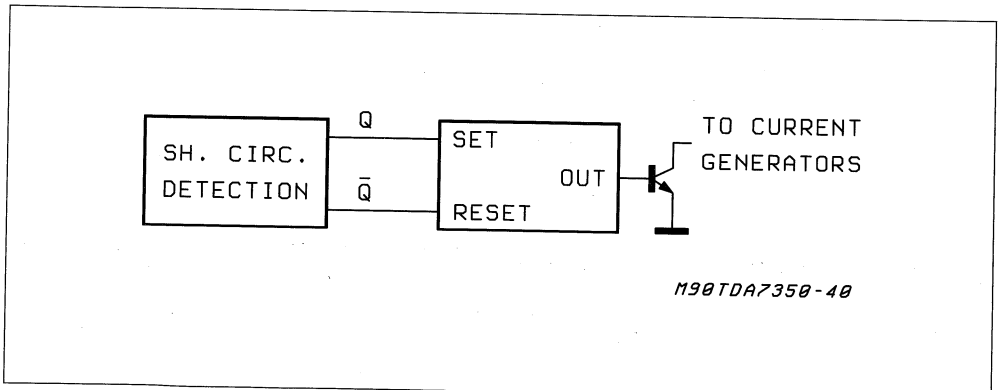 SH. CIRC.
DETECTION
Q
Q̅
SET
RESET
OUT
TO CURRENT
GENERATORS
M90TDA7350-40